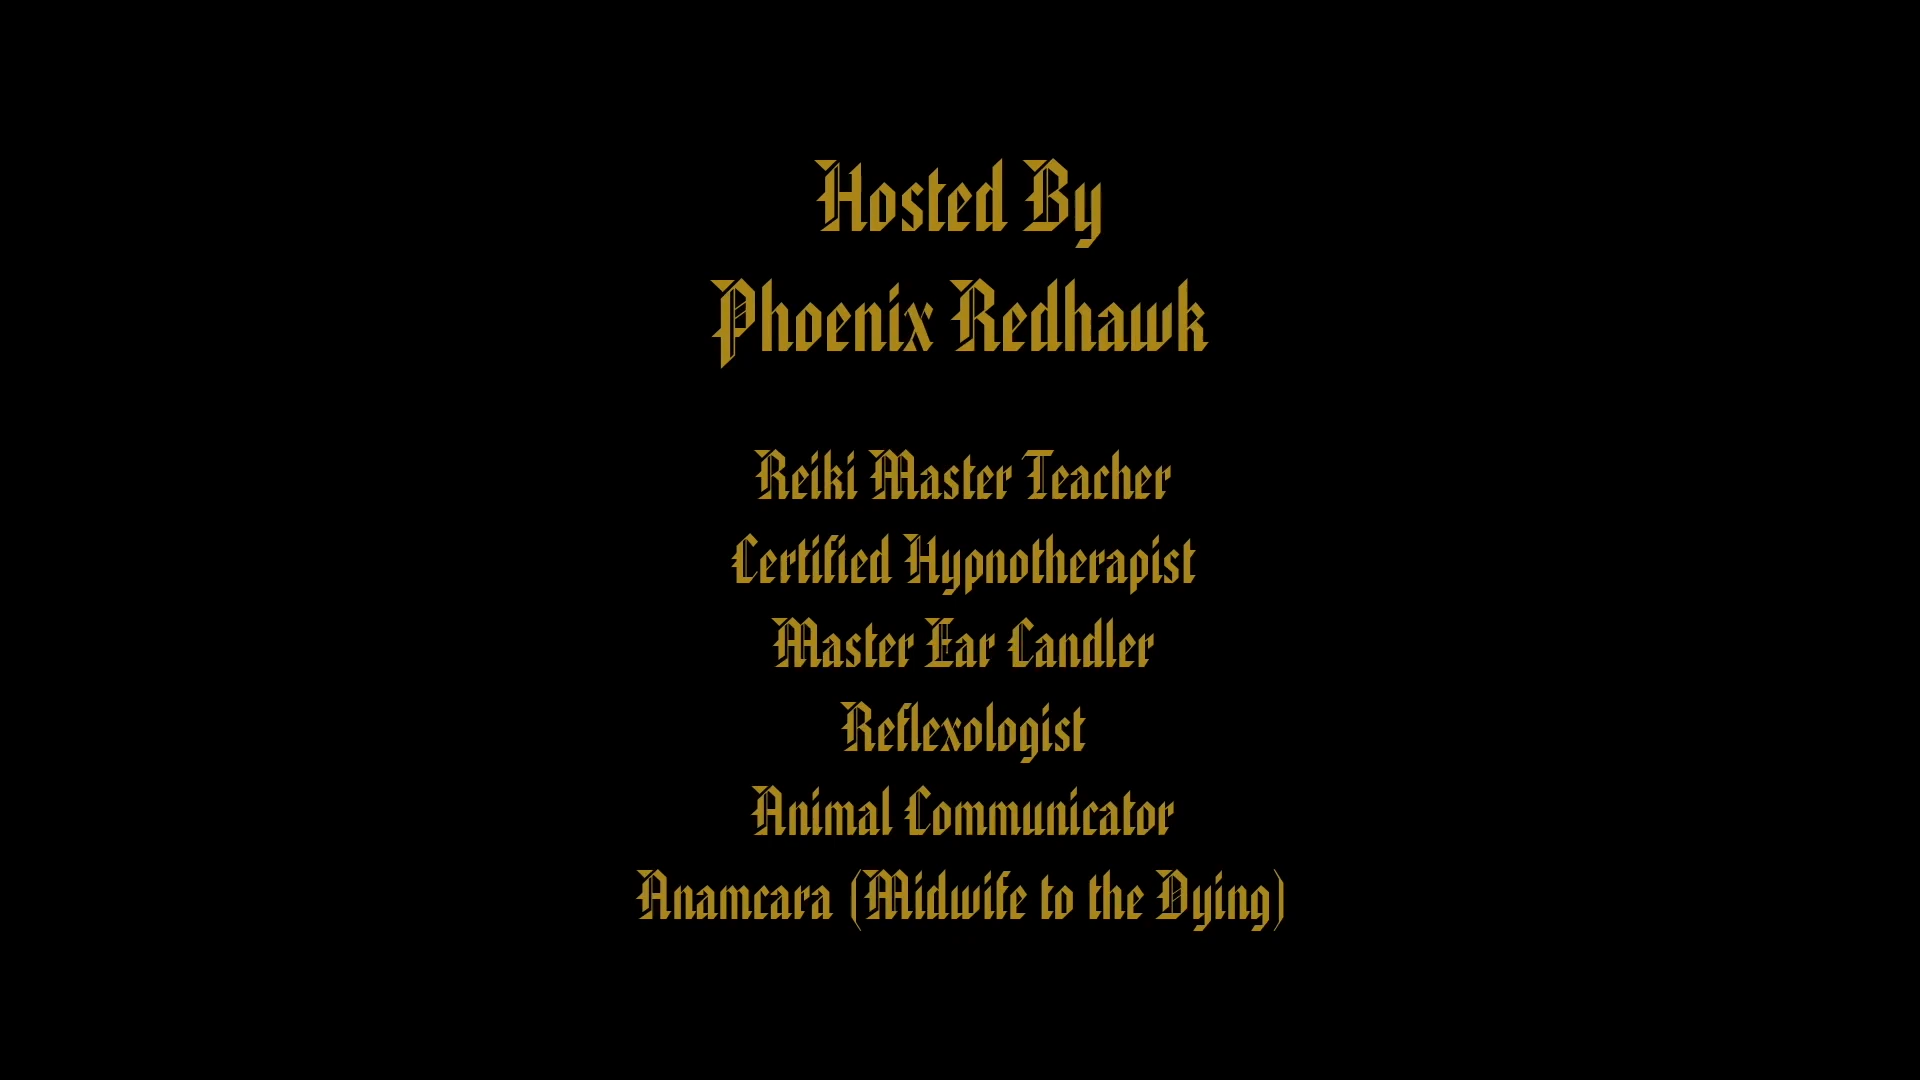 Hosted By
Phoenix Redhawk
Reiki Master Teacher
Certified Hypnotherapist
Master Ear Candler
Reflexologist
Animal Communicator
Anamcara (Midwife to the Dying)